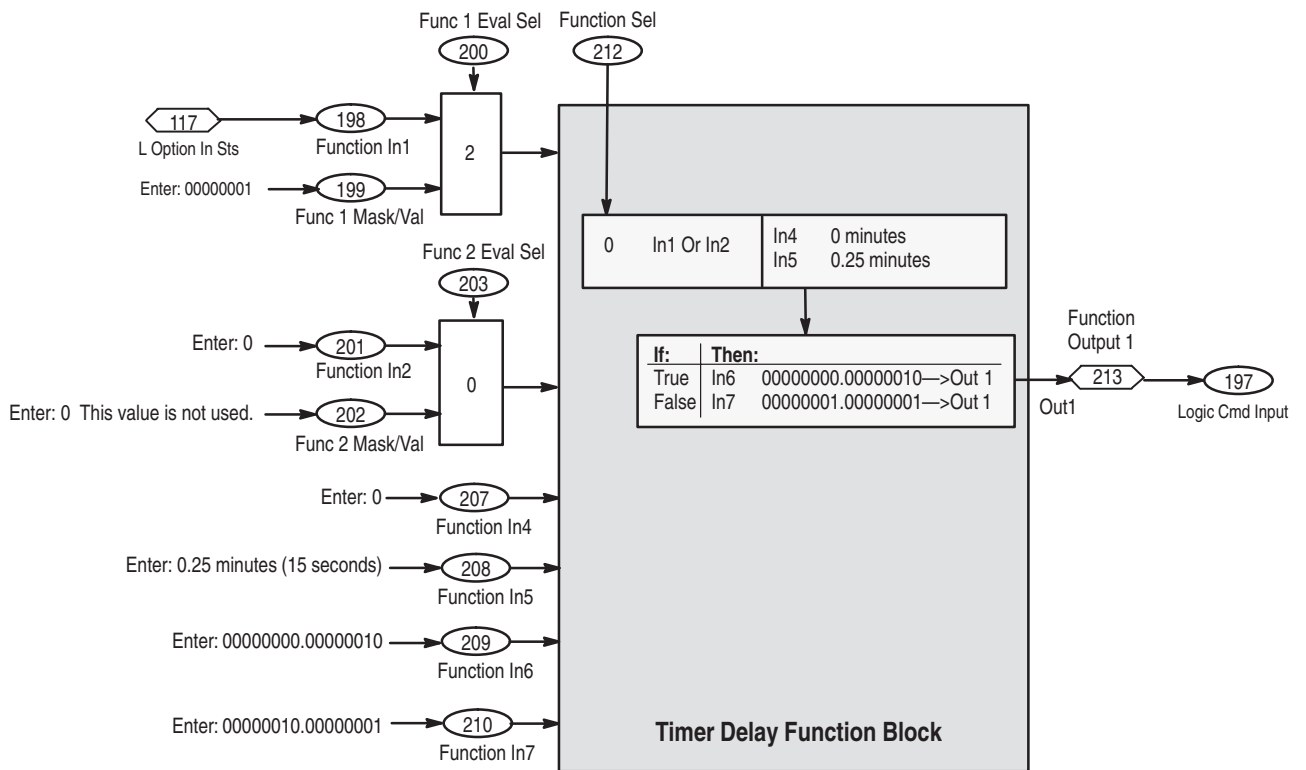 Func 1 Eval Sel
Function Sel
200
212
117
198
L Option In Sts
Function In1
2
Enter: 00000001
199
Func 1 Mask/Val
0 In1 Or In2
In4 0 minutes
In5 0.25 minutes
Func 2 Eval Sel
203
Enter: 0
201
Function In2
0
Enter: 0 This value is not used.
202
Func 2 Mask/Val
If: Then:
True In6 00000000.00000010—>Out 1
False In7 00000001.00000001—>Out 1
Function
Output 1
213
197
Out1
Logic Cmd Input
Enter: 0
207
Function In4
Enter: 0.25 minutes (15 seconds)
208
Function In5
Enter: 00000000.00000010
209
Function In6
Enter: 00000010.00000001
210
Function In7
Timer Delay Function Block